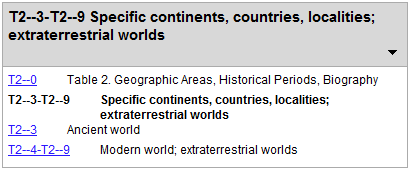 T2--3-T2--9 Specific continents, countries, localities;
extraterrestrial worlds
T2--0 Table 2. Geographic Areas, Historical Periods, Biography
T2--3-T2--9 Specific continents, countries, localities;
extraterrestrial worlds
T2--3 Ancient world
T2--4-T2--9 Modern world; extraterrestrial worlds